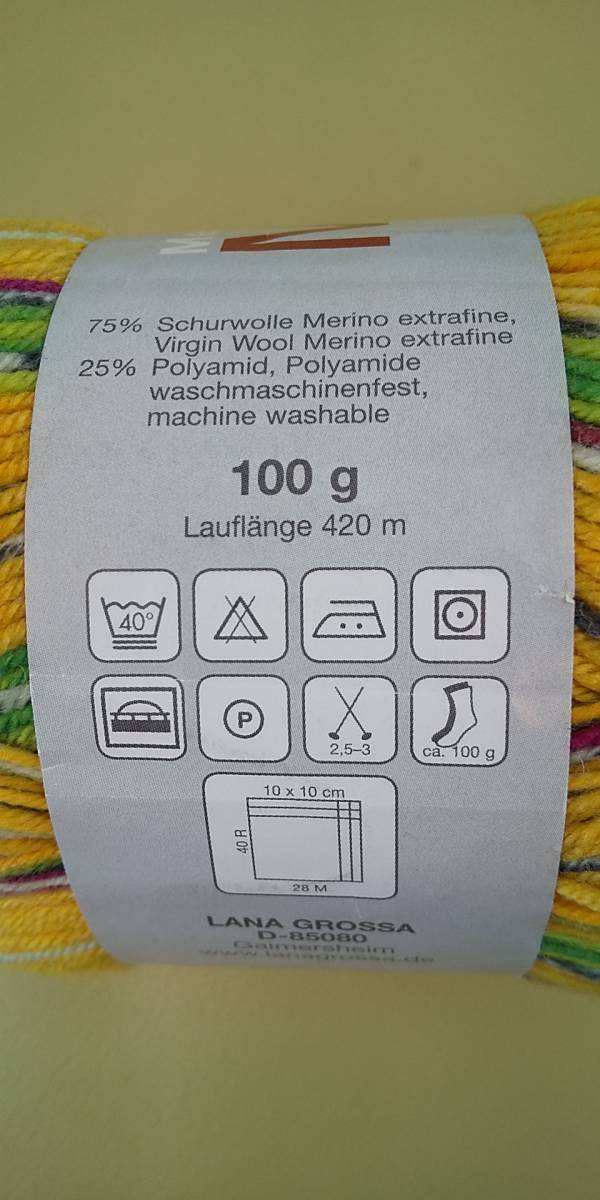 75% Schurwolle Merino extrafine,
Virgin Wool Merino extrafine
25% Polyamid, Polyamide
waschmaschinenfest,
machine washable
100 g
Lauflänge 420 m
40°
P
2,5–3
ca. 100 g
10 x 10 cm
40 R
28 M
LANA GROSSA
D-85080
Gaimersheim
www.lanagrossa.de